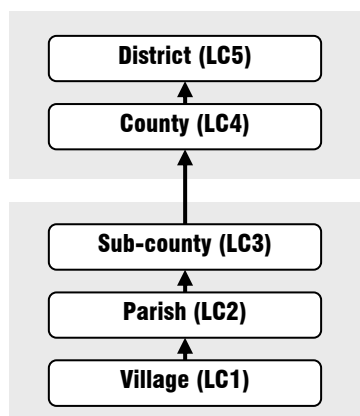 District (LC5)
County (LC4)
Sub-county (LC3)
Parish (LC2)
Village (LC1)